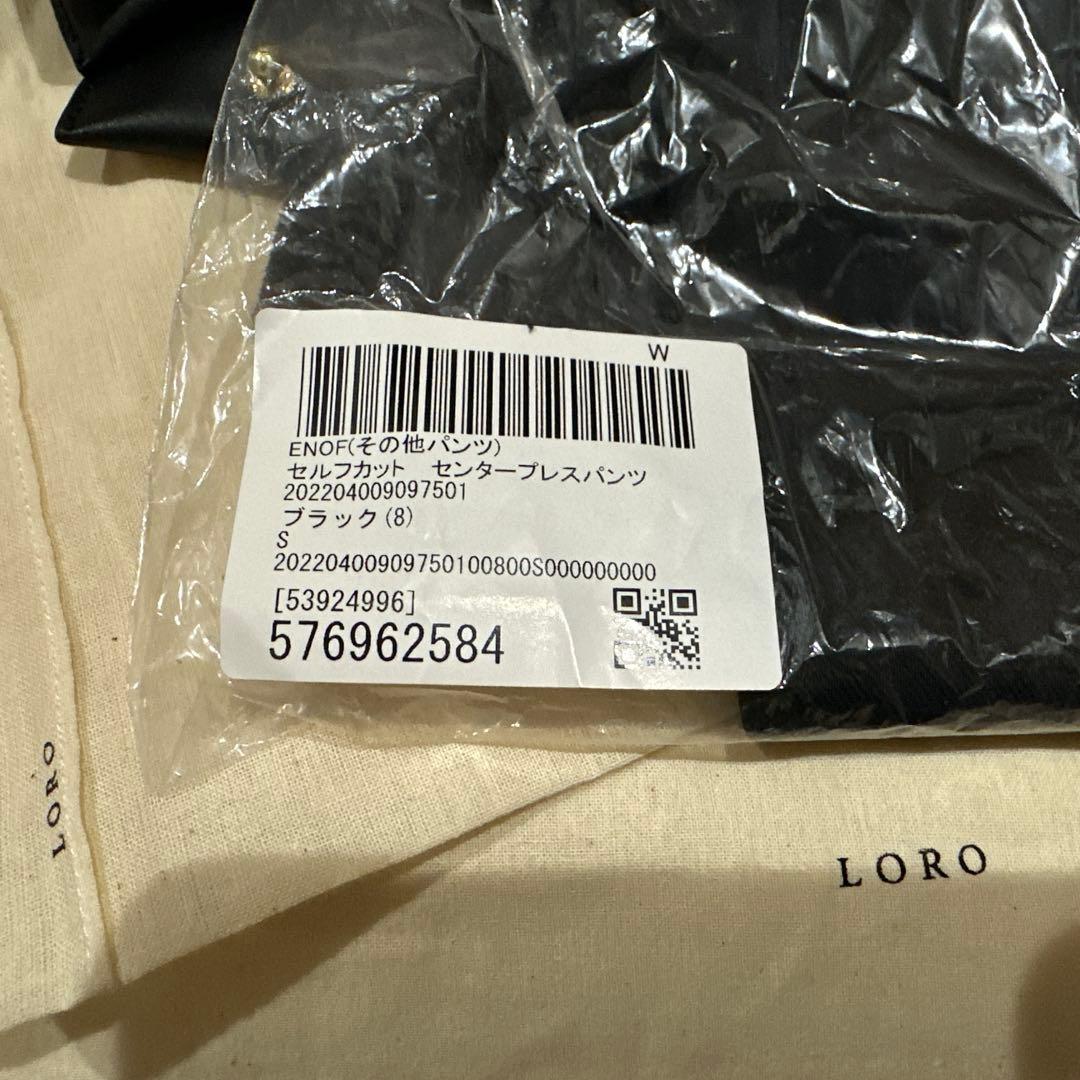 W
ENOF(その他パンツ)
セルフカット　センタープレスパンツ
202204009097501
ブラック(8)
S
20220400909750100800S000000000
[53924996]
576962584
LORO
LORO